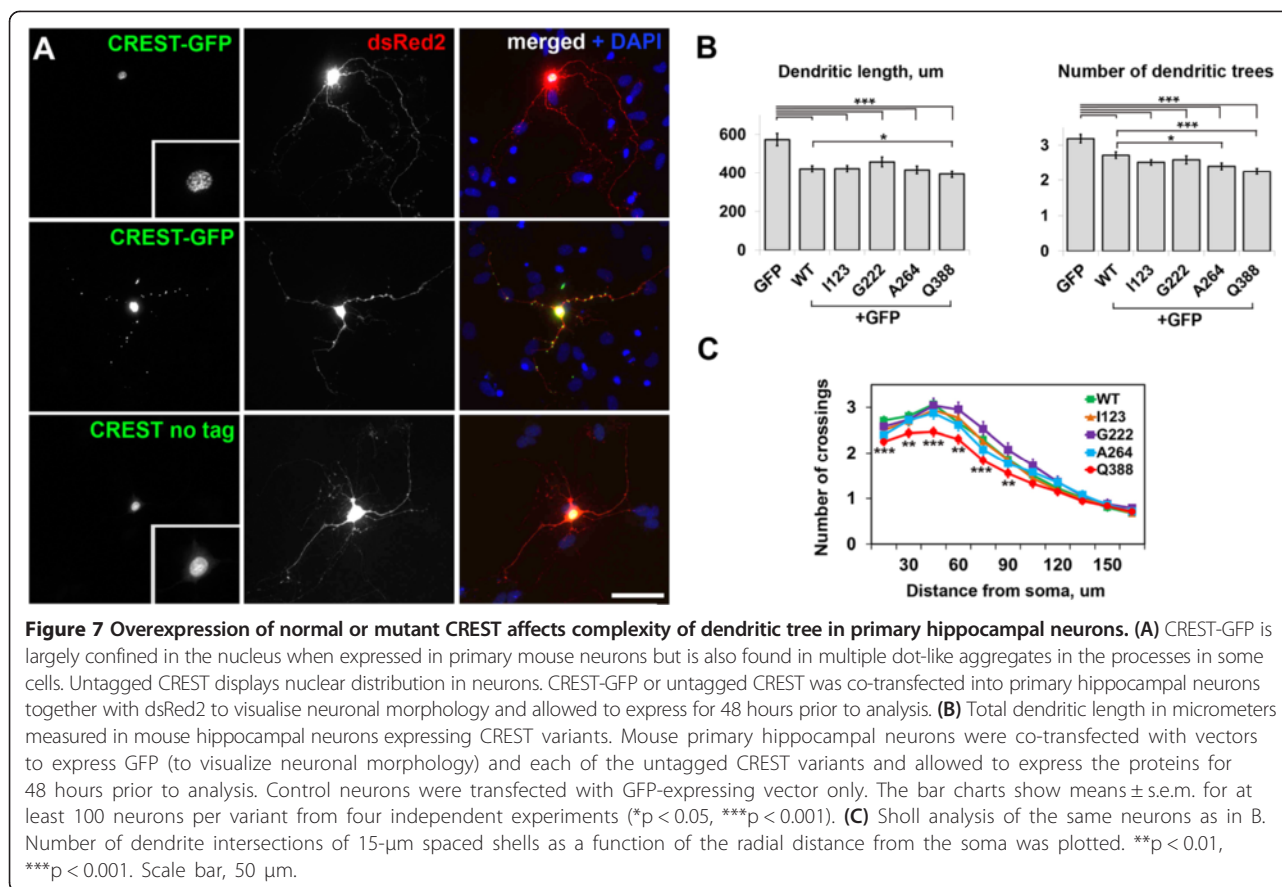 A
CREST-GFP
dsRed2
merged + DAPI
CREST-GFP
CREST no tag
B
Dendritic length, um
***
*
600
400
200
0
GFP
WT
I123
G222
A264
Q388
+GFP
Number of dendritic trees
***
***
*
3
2
1
0
GFP
WT
I123
G222
A264
Q388
+GFP
C
Number of crossings
3
2
1
0
WT
I123
G222
A264
Q388
*** ** *** ** *** **
30 60 90 120 150
Distance from soma, um
Figure 7 Overexpression of normal or mutant CREST affects complexity of dendritic tree in primary hippocampal neurons. (A) CREST-GFP is
largely confined in the nucleus when expressed in primary mouse neurons but is also found in multiple dot-like aggregates in the processes in some
cells. Untagged CREST displays nuclear distribution in neurons. CREST-GFP or untagged CREST was co-transfected into primary hippocampal neurons
together with dsRed2 to visualise neuronal morphology and allowed to express for 48 hours prior to analysis. (B) Total dendritic length in micrometers
measured in mouse hippocampal neurons expressing CREST variants. Mouse primary hippocampal neurons were co-transfected with vectors
to express GFP (to visualize neuronal morphology) and each of the untagged CREST variants and allowed to express the proteins for
48 hours prior to analysis. Control neurons were transfected with GFP-expressing vector only. The bar charts show means ± s.e.m. for at
least 100 neurons per variant from four independent experiments (*p < 0.05, ***p < 0.001). (C) Sholl analysis of the same neurons as in B.
Number of dendrite intersections of 15-μm spaced shells as a function of the radial distance from the soma was plotted. **p < 0.01,
***p < 0.001. Scale bar, 50 μm.